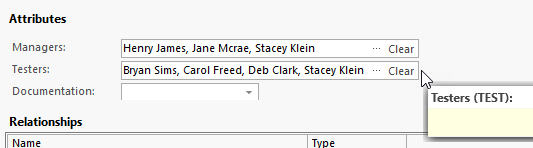 Attributes
Managers: Henry James, Jane Mcrae, Stacey Klein ... Clear
Testers: Bryan Sims, Carol Freed, Deb Clark, Stacey Klein ... Clear
Documentation:
Testers (TEST):
Relationships
Name Type